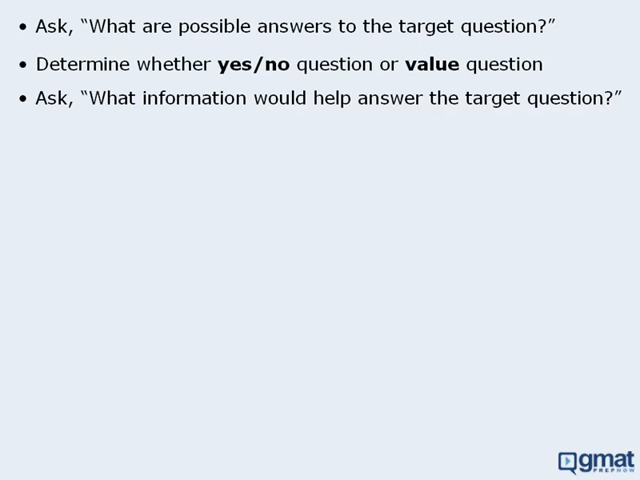 • Ask, “What are possible answers to the target question?”
• Determine whether yes/no question or value question
• Ask, “What information would help answer the target question?”
gmat
PREPNOW